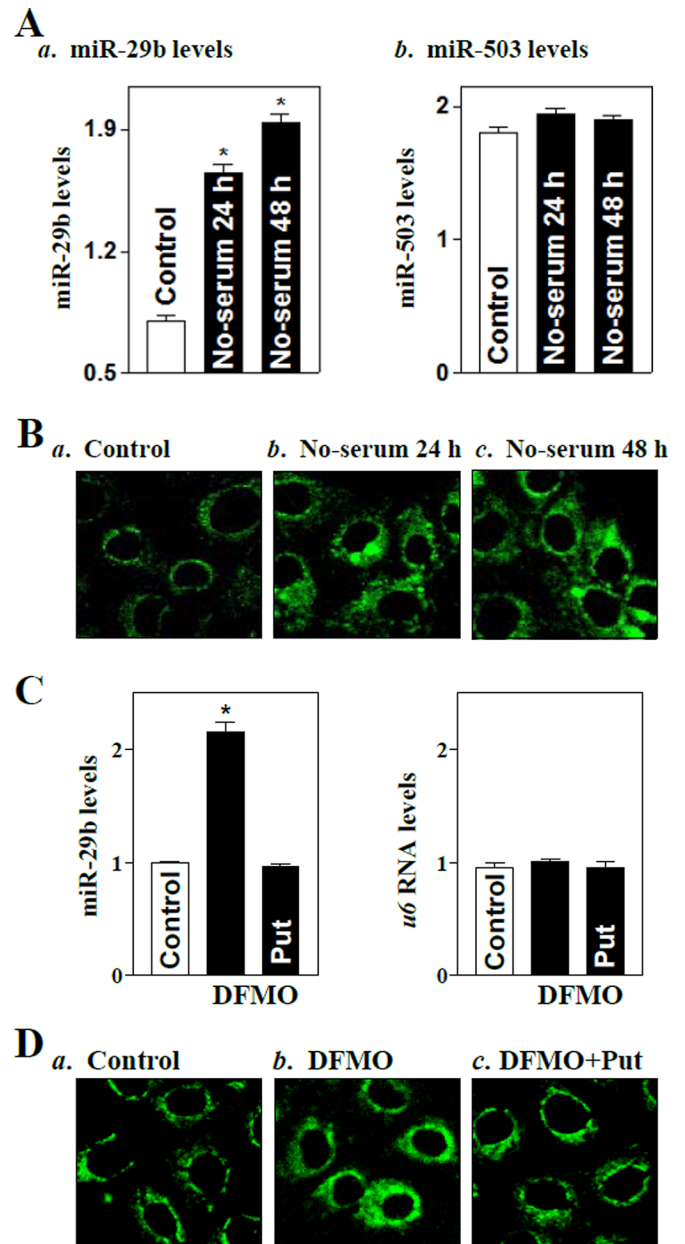 A
a. miR-29b levels
b. miR-503 levels
miR-29b levels
1.9
1.2
0.5
*
*
Control
No-serum 24 h
No-serum 48 h
miR-503 levels
2
1
0
Control
No-serum 24 h
No-serum 48 h
B
a. Control
b. No-serum 24 h
c. No-serum 48 h
C
miR-29b levels
2
1
0
*
Control
Put
DFMO
u6 RNA levels
2
1
0
Control
Put
DFMO
D
a. Control
b. DFMO
c. DFMO+Put